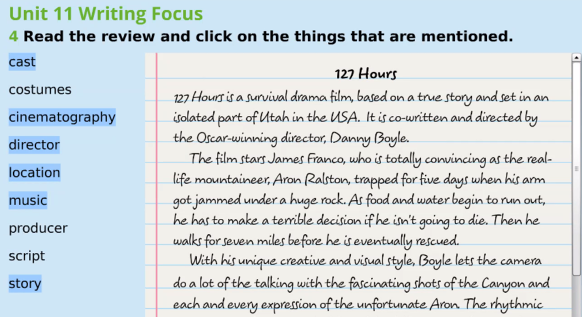 Unit 11 Writing Focus
4 Read the review and click on the things that are mentioned.
cast
costumes
cinematography
director
location
music
producer
script
story
127 Hours
127 Hours is a survival drama film, based on a true story and set in an
isolated part of Utah in the USA. It is co-written and directed by
the Oscar-winning director, Danny Boyle.
The film stars James Franco, who is totally convincing as the real-
life mountaineer, Aron Ralston, trapped for five days when his arm
got jammed under a huge rock. As food and water begin to run out,
he has to make a terrible decision if he isn't going to die. Then he
walks for seven miles before he is eventually rescued.
With his unique creative and visual style, Boyle lets the camera
do a lot of the talking with the fascinating shots of the Canyon and
each and every expression of the unfortunate Aron. The rhythmic